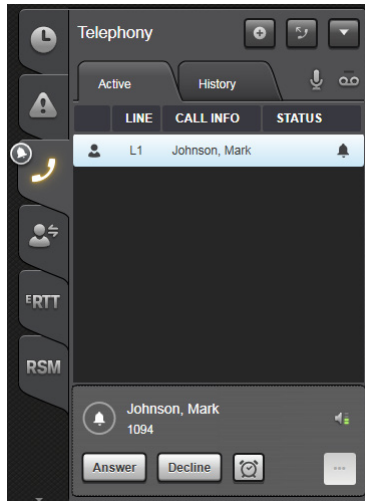 Telephony
Active History
LINE CALL INFO STATUS
L1 Johnson, Mark
ERTT
RSM
Johnson, Mark
1094
Answer Decline ...